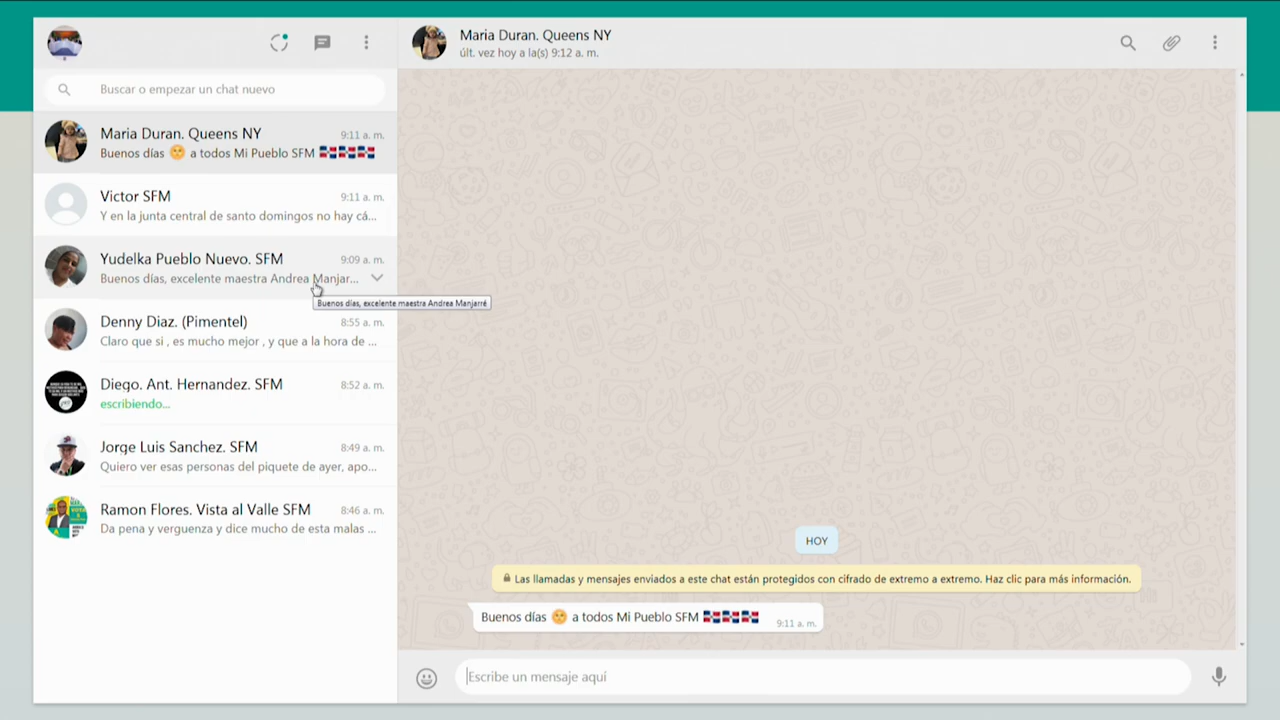 Buscar o empezar un chat nuevo
Maria Duran. Queens NY
9:11 a. m.
Buenos días 🌞 a todos Mi Pueblo SFM 🇩🇴🇩🇴🇩🇴
Victor SFM
9:11 a. m.
Y en la junta central de santo domingos no hay cá...
Yudelka Pueblo Nuevo. SFM
9:09 a. m.
Buenos días, excelente maestra Andrea Manjar...
Buenos días, excelente maestra Andrea Manjarré
Denny Diaz. (Pimentel)
8:55 a. m.
Claro que si , es mucho mejor , y que a la hora de ...
Diego. Ant. Hernandez. SFM
8:52 a. m.
escribiendo...
Jorge Luis Sanchez. SFM
8:49 a. m.
Quiero ver esas personas del piquete de ayer, apo...
Ramon Flores. Vista al Valle SFM
8:46 a. m.
Da pena y verguenza y dice mucho de esta malas ...
Maria Duran. Queens NY
últ. vez hoy a la(s) 9:12 a. m.
HOY
Las llamadas y mensajes enviados a este chat están protegidos con cifrado de extremo a extremo. Haz clic para más información.
Buenos días 🌞 a todos Mi Pueblo SFM 🇩🇴🇩🇴🇩🇴
9:11 a. m.
Escribe un mensaje aquí